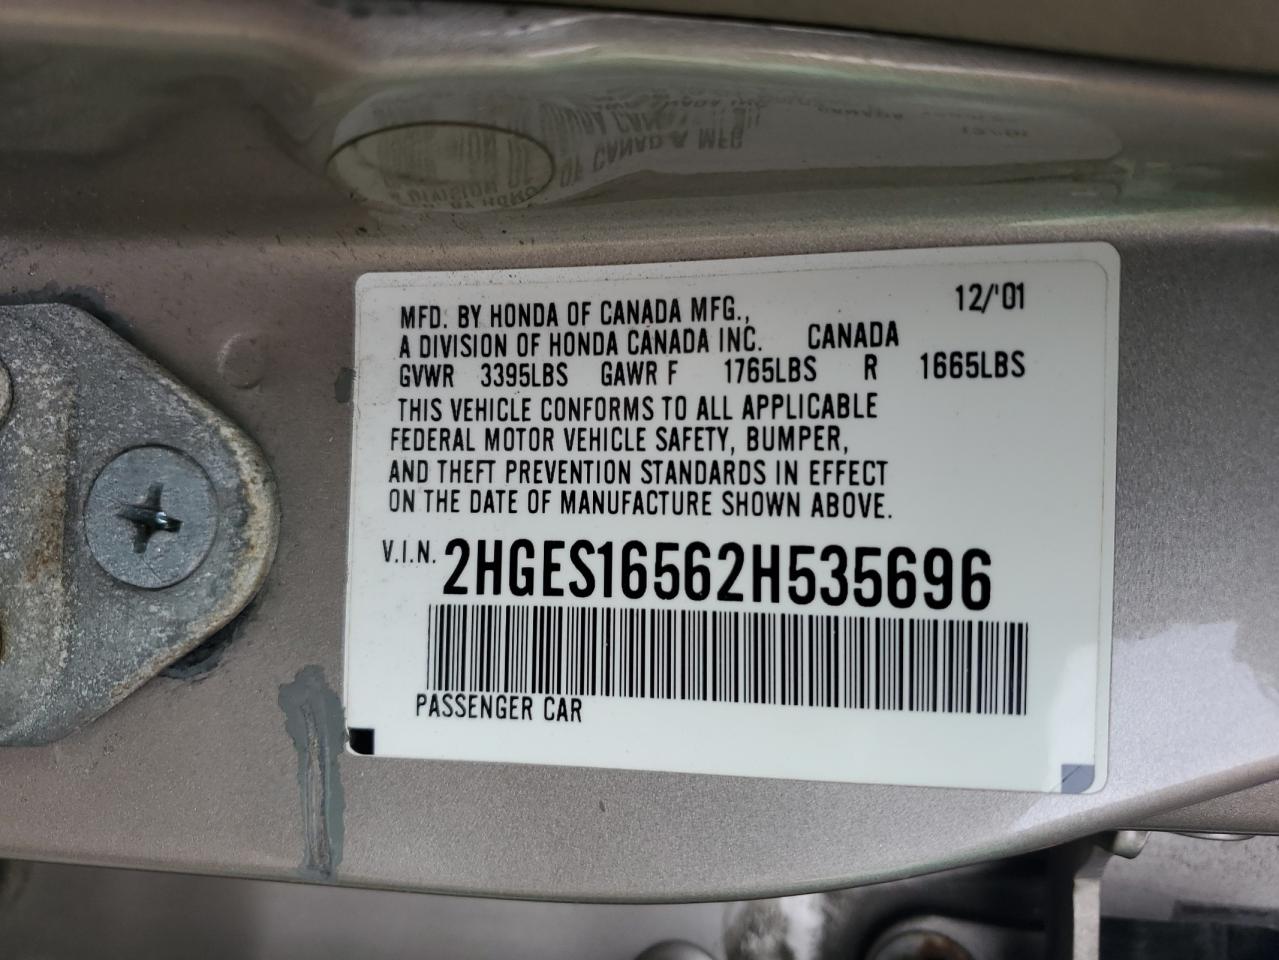 12/'01
MFD. BY HONDA OF CANADA MFG.,
A DIVISION OF HONDA CANADA INC. CANADA
GVWR 3395LBS GAWR F 1765LBS R 1665LBS
THIS VEHICLE CONFORMS TO ALL APPLICABLE
FEDERAL MOTOR VEHICLE SAFETY, BUMPER,
AND THEFT PREVENTION STANDARDS IN EFFECT
ON THE DATE OF MANUFACTURE SHOWN ABOVE.
V.I.N. 2HGES16562H535696
PASSENGER CAR